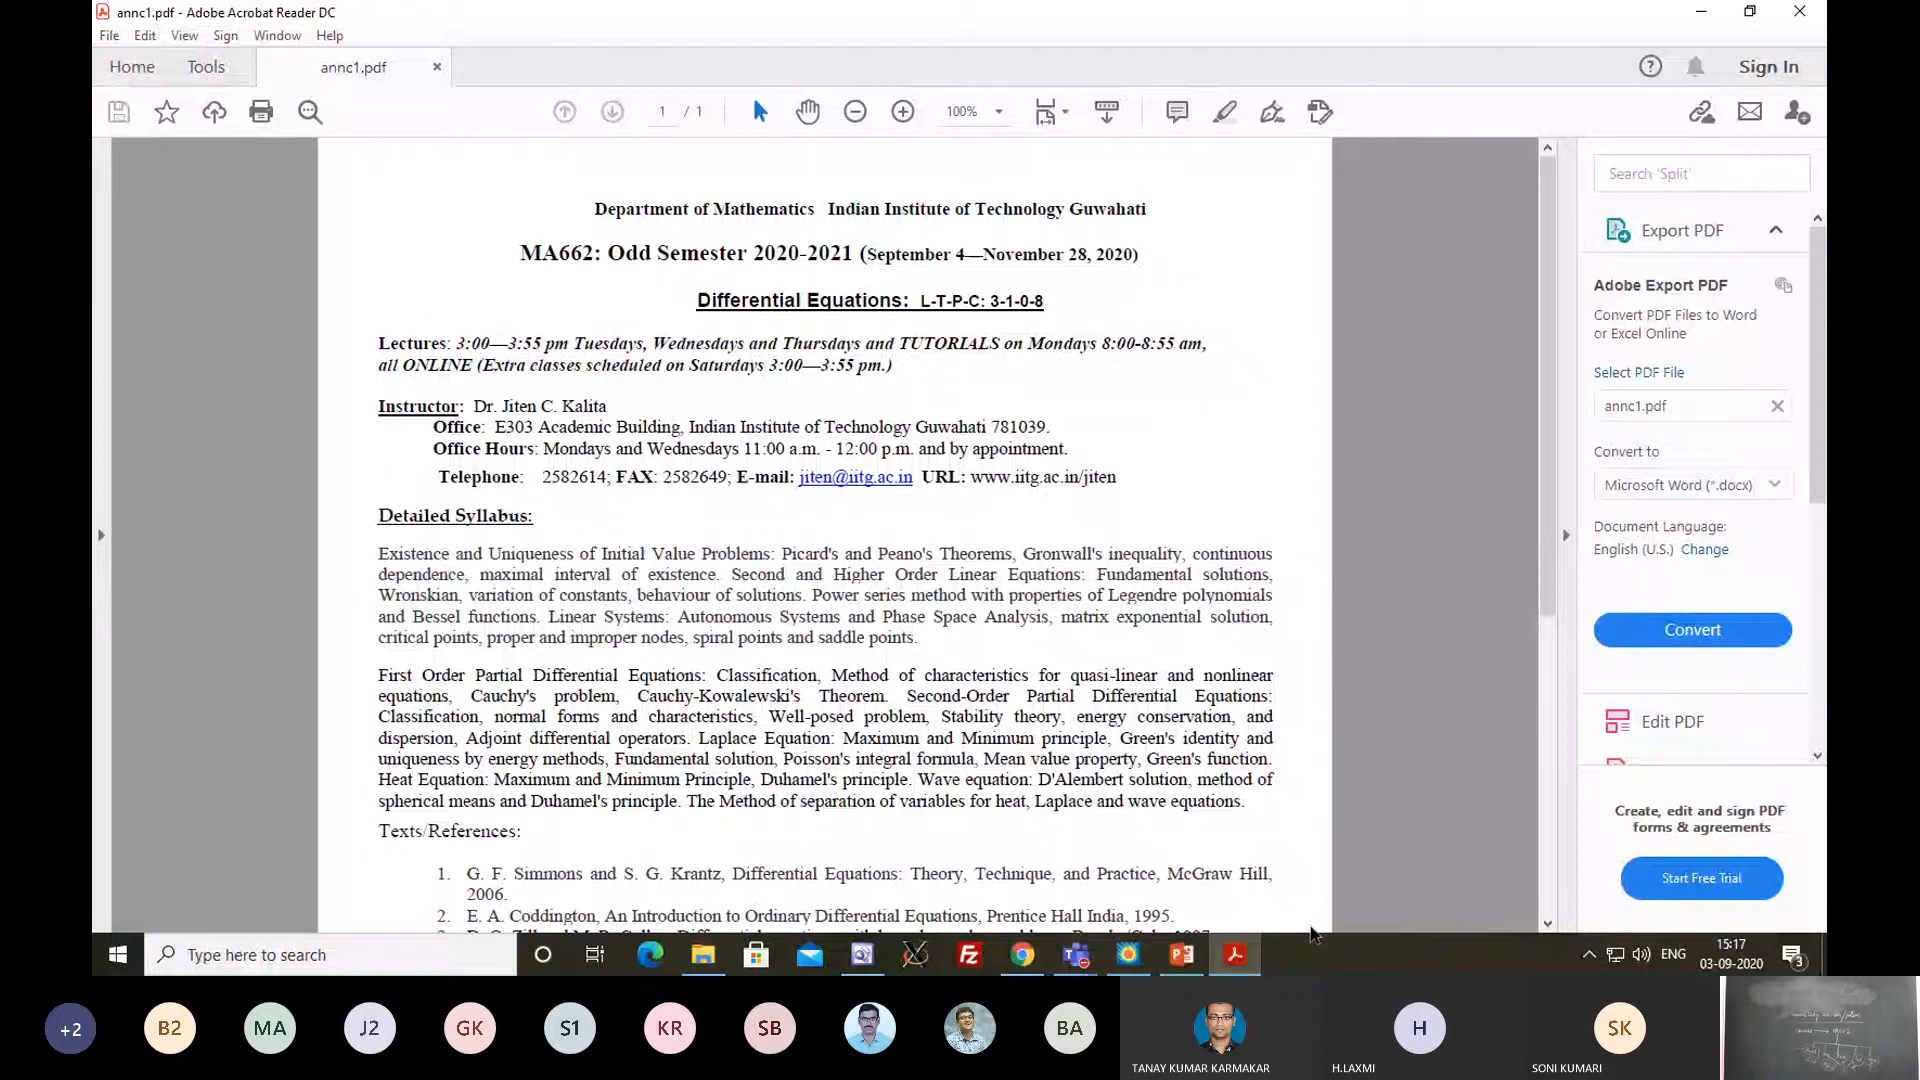 annc1.pdf - Adobe Acrobat Reader DC
File Edit View Sign Window Help
Home Tools annc1.pdf Sign In
1 / 1 100%
Department of Mathematics Indian Institute of Technology Guwahati
MA662: Odd Semester 2020-2021 (September 4—November 28, 2020)
Differential Equations: L-T-P-C: 3-1-0-8
Lectures: 3:00—3:55 pm Tuesdays, Wednesdays and Thursdays and TUTORIALS on Mondays 8:00-8:55 am,
all ONLINE (Extra classes scheduled on Saturdays 3:00—3:55 pm.)
Instructor: Dr. Jiten C. Kalita
Office: E303 Academic Building, Indian Institute of Technology Guwahati 781039.
Office Hours: Mondays and Wednesdays 11:00 a.m. - 12:00 p.m. and by appointment.
Telephone: 2582614; FAX: 2582649; E-mail: jiten@iitg.ac.in URL: www.iitg.ac.in/jiten
Detailed Syllabus:
Existence and Uniqueness of Initial Value Problems: Picard's and Peano's Theorems, Gronwall's inequality, continuous
dependence, maximal interval of existence. Second and Higher Order Linear Equations: Fundamental solutions,
Wronskian, variation of constants, behaviour of solutions. Power series method with properties of Legendre polynomials
and Bessel functions. Linear Systems: Autonomous Systems and Phase Space Analysis, matrix exponential solution,
critical points, proper and improper nodes, spiral points and saddle points.
First Order Partial Differential Equations: Classification, Method of characteristics for quasi-linear and nonlinear
equations, Cauchy's problem, Cauchy-Kowalewski's Theorem. Second-Order Partial Differential Equations:
Classification, normal forms and characteristics, Well-posed problem, Stability theory, energy conservation, and
dispersion, Adjoint differential operators. Laplace Equation: Maximum and Minimum principle, Green's identity and
uniqueness by energy methods, Fundamental solution, Poisson's integral formula, Mean value property, Green's function.
Heat Equation: Maximum and Minimum Principle, Duhamel's principle. Wave equation: D'Alembert solution, method of
spherical means and Duhamel's principle. The Method of separation of variables for heat, Laplace and wave equations.
Texts/References:
1. G. F. Simmons and S. G. Krantz, Differential Equations: Theory, Technique, and Practice, McGraw Hill,
2006.
2. E. A. Coddington, An Introduction to Ordinary Differential Equations, Prentice Hall India, 1995.
Search 'Split'
Export PDF
Adobe Export PDF
Convert PDF Files to Word
or Excel Online
Select PDF File
annc1.pdf
Convert to
Microsoft Word (*.docx)
Document Language:
English (U.S.) Change
Convert
Edit PDF
Create, edit and sign PDF
forms & agreements
Start Free Trial
Type here to search
ENG
15:17
03-09-2020
3
+2 B2 MA J2 GK S1 KR SB BA H SK
TANAY KUMAR KARMAKAR H.LAXMI SONI KUMARI